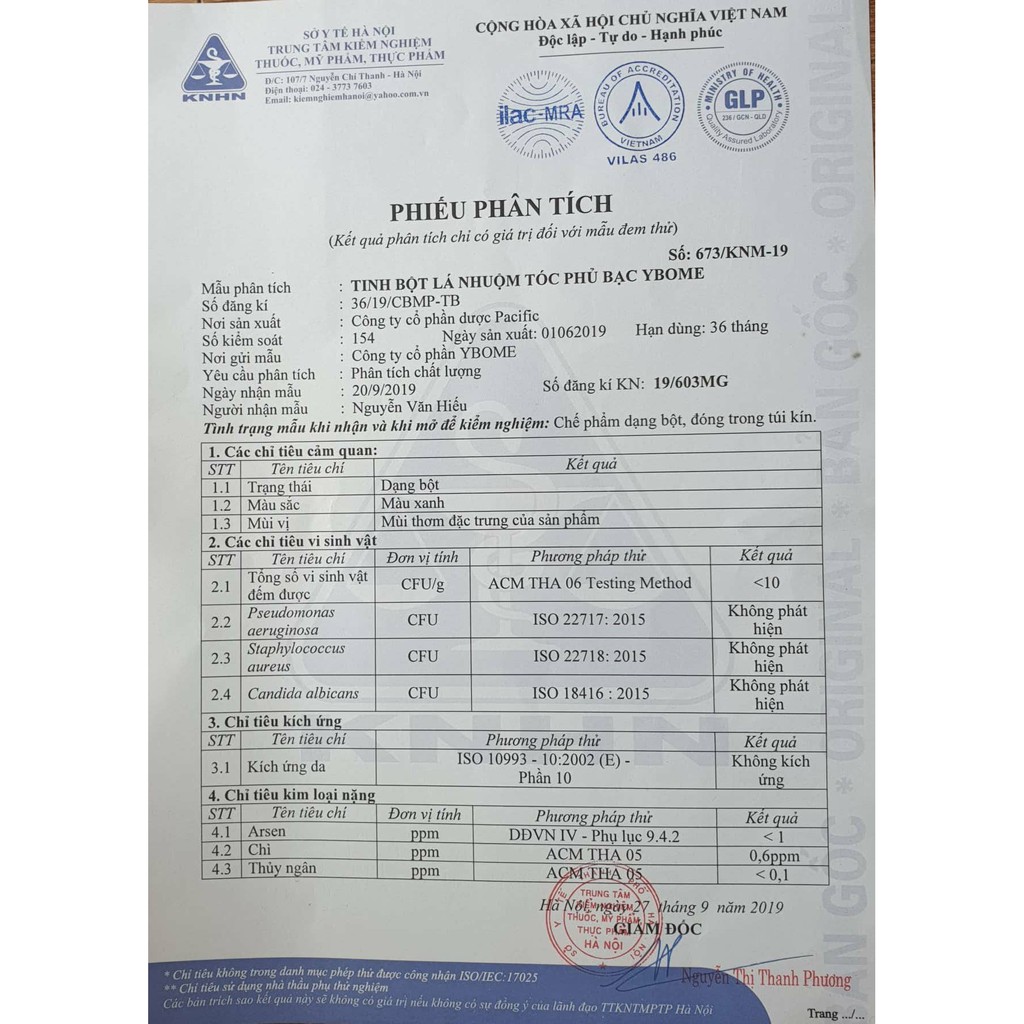 SỞ Y TẾ HÀ NỘI
TRUNG TÂM KIỂM NGHIỆM
THUỐC, MỸ PHẨM, THỰC PHẨM
Đ/C: 107/7 Nguyễn Chí Thanh - Hà Nội
Điện thoại: 024 - 3773 7603
Email: kiemnghiemhanoi@yahoo.com.vn
KNHN
CỘNG HÒA XÃ HỘI CHỦ NGHĨA VIỆT NAM
Độc lập - Tự do - Hạnh phúc
ilac-MRA
BUREAU OF ACCREDITATION
VIETNAM
VILAS 486
MINISTRY OF HEALTH
GLP
236 / GCN - QLD
Quality Assured Laboratory
PHIẾU PHÂN TÍCH
(Kết quả phân tích chỉ có giá trị đối với mẫu đem thử)
Số: 673/KNM-19
Mẫu phân tích : TINH BỘT LÁ NHUỘM TÓC PHỦ BẠC YBOME
Số đăng kí : 36/19/CBMP-TB
Nơi sản xuất : Công ty cổ phần dược Pacific
Số kiểm soát : 154 Ngày sản xuất: 01062019 Hạn dùng: 36 tháng
Nơi gửi mẫu : Công ty cổ phần YBOME
Yêu cầu phân tích : Phân tích chất lượng
Ngày nhận mẫu : 20/9/2019 Số đăng kí KN: 19/603MG
Người nhận mẫu : Nguyễn Văn Hiếu
Tình trạng mẫu khi nhận và khi mở để kiểm nghiệm: Chế phẩm dạng bột, đóng trong túi kín.
1. Các chỉ tiêu cảm quan:
STT Tên tiêu chí Kết quả
1.1 Trạng thái Dạng bột
1.2 Màu sắc Màu xanh
1.3 Mùi vị Mùi thơm đặc trưng của sản phẩm
2. Các chỉ tiêu vi sinh vật
STT Tên tiêu chí Đơn vị tính Phương pháp thử Kết quả
2.1 Tổng số vi sinh vật đếm được CFU/g ACM THA 06 Testing Method <10
2.2 Pseudomonas aeruginosa CFU ISO 22717: 2015 Không phát hiện
2.3 Staphylococcus aureus CFU ISO 22718: 2015 Không phát hiện
2.4 Candida albicans CFU ISO 18416 : 2015 Không phát hiện
3. Chỉ tiêu kích ứng
STT Tên tiêu chí Phương pháp thử Kết quả
3.1 Kích ứng da ISO 10993 - 10:2002 (E) - Phần 10 Không kích ứng
4. Chỉ tiêu kim loại nặng
STT Tên tiêu chí Đơn vị tính Phương pháp thử Kết quả
4.1 Arsen ppm DĐVN IV - Phụ lục 9.4.2 < 1
4.2 Chì ppm ACM THA 05 0,6ppm
4.3 Thủy ngân ppm ACM THA 05 < 0,1
Hà Nội, ngày 27 tháng 9 năm 2019
GIÁM ĐỐC
TRUNG TÂM
KIỂM NGHIỆM
THUỐC, MỸ PHẨM
THỰC PHẨM
HÀ NỘI
Nguyễn Thị Thanh Phương
* Chỉ tiêu không trong danh mục phép thử được công nhận ISO/IEC:17025
** Chỉ tiêu sử dụng nhà thầu phụ thử nghiệm
Các bản trích sao kết quả này sẽ không có giá trị nếu không có sự đồng ý của lãnh đạo TTKNTMPTP Hà Nội
Trang .../...
BẢN GỐC * ORIGINAL * BẢN GỐC * ORIGINAL
KNHN